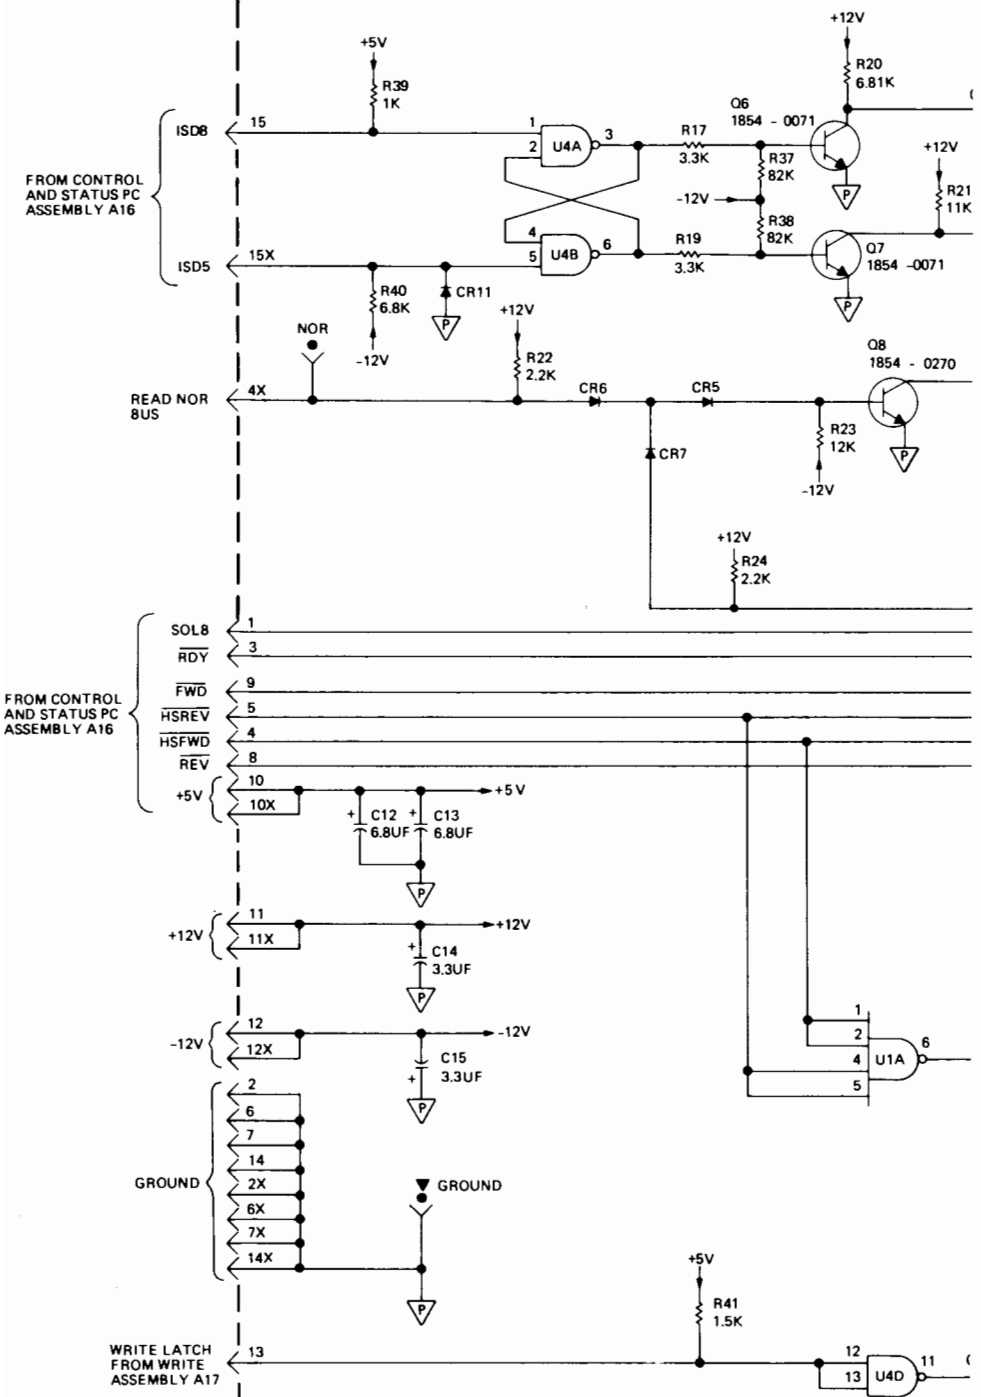 +12V
+5V
R20
6.81K
R39
1K
Q6
1854 - 0071
ISD8
15
1
2
3
U4A
R17
3.3K
R37
82K
+12V
FROM CONTROL
AND STATUS PC
ASSEMBLY A16
-12V
P
R21
11K
R38
82K
4
5
6
U4B
R19
3.3K
Q7
1854 -0071
ISD5
15X
R40
6.8K
CR11
P
P
+12V
-12V
NOR
R22
2.2K
Q8
1854 - 0270
READ NOR
8US
4X
CR6
CR5
R23
12K
P
CR7
-12V
+12V
R24
2.2K
SOL8
1
RDY
3
FWD
9
FROM CONTROL
AND STATUS PC
ASSEMBLY A16
HSREV
5
HSFWD
4
REV
8
+5V
10
10X
+5V
+
C12
6.8UF
+
C13
6.8UF
P
+12V
11
11X
+12V
+
C14
3.3UF
P
-12V
12
12X
-12V
+
C15
3.3UF
P
1
2
4
5
U1A
6
GROUND
2
6
7
14
2X
6X
7X
14X
GROUND
P
+5V
R41
1.5K
WRITE LATCH
FROM WRITE
ASSEMBLY A17
13
12
13
U4D
11